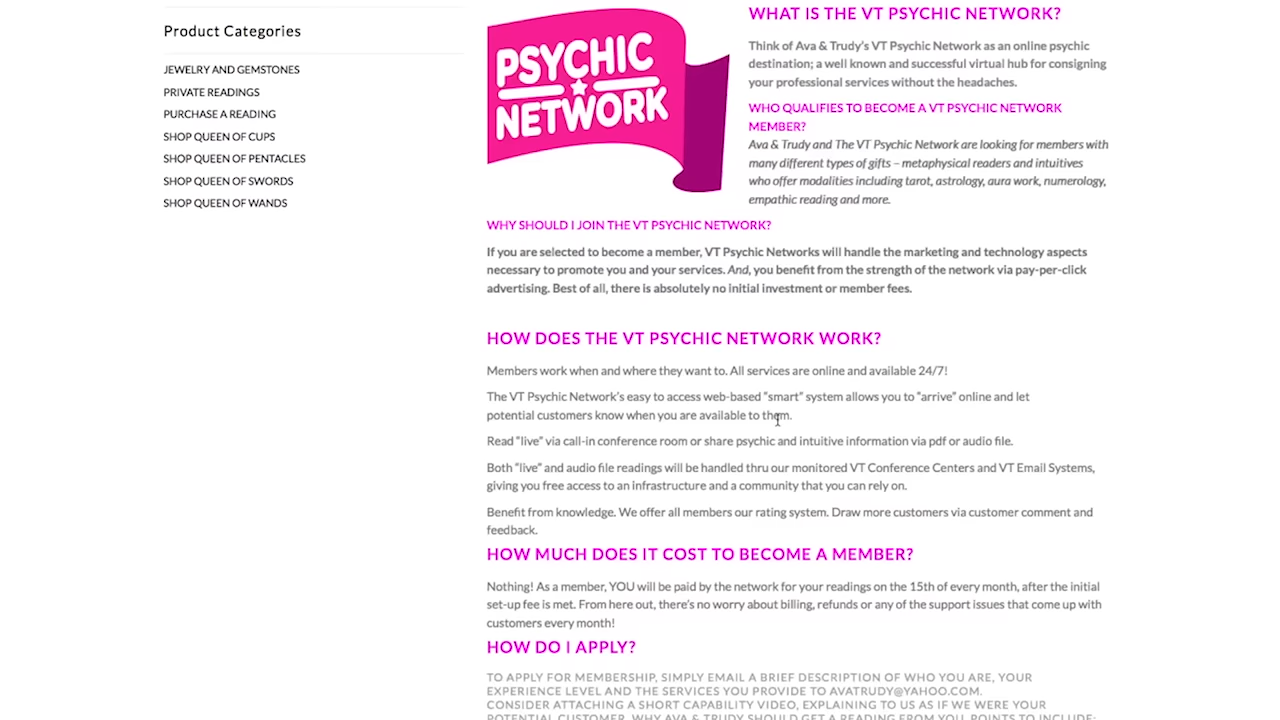 Product Categories
JEWELRY AND GEMSTONES
PRIVATE READINGS
PURCHASE A READING
SHOP QUEEN OF CUPS
SHOP QUEEN OF PENTACLES
SHOP QUEEN OF SWORDS
SHOP QUEEN OF WANDS
PSYCHIC
NETWORK
WHAT IS THE VT PSYCHIC NETWORK?
Think of Ava & Trudy's VT Psychic Network as an online psychic
destination; a well known and successful virtual hub for consigning
your professional services without the headaches.
WHO QUALIFIES TO BECOME A VT PSYCHIC NETWORK
MEMBER?
Ava & Trudy and The VT Psychic Network are looking for members with
many different types of gifts – metaphysical readers and intuitives
who offer modalities including tarot, astrology, aura work, numerology,
empathic reading and more.
WHY SHOULD I JOIN THE VT PSYCHIC NETWORK?
If you are selected to become a member, VT Psychic Networks will handle the marketing and technology aspects
necessary to promote you and your services. And, you benefit from the strength of the network via pay-per-click
advertising. Best of all, there is absolutely no initial investment or member fees.
HOW DOES THE VT PSYCHIC NETWORK WORK?
Members work when and where they want to. All services are online and available 24/7!
The VT Psychic Network's easy to access web-based “smart” system allows you to “arrive” online and let
potential customers know when you are available to them.
Read “live” via call-in conference room or share psychic and intuitive information via pdf or audio file.
Both “live” and audio file readings will be handled thru our monitored VT Conference Centers and VT Email Systems,
giving you free access to an infrastructure and a community that you can rely on.
Benefit from knowledge. We offer all members our rating system. Draw more customers via customer comment and
feedback.
HOW MUCH DOES IT COST TO BECOME A MEMBER?
Nothing! As a member, YOU will be paid by the network for your readings on the 15th of every month, after the initial
set-up fee is met. From here out, there's no worry about billing, refunds or any of the support issues that come up with
customers every month!
HOW DO I APPLY?
TO APPLY FOR MEMBERSHIP, SIMPLY EMAIL A BRIEF DESCRIPTION OF WHO YOU ARE, YOUR
EXPERIENCE LEVEL AND THE SERVICES YOU PROVIDE TO AVATRUDY@YAHOO.COM.
CONSIDER ATTACHING A SHORT CAPABILITY VIDEO, EXPLAINING TO US AS IF WE WERE YOUR
POTENTIAL CUSTOMER, WHY AVA & TRUDY SHOULD GET A READING FROM YOU. POINTS TO INCLUDE: